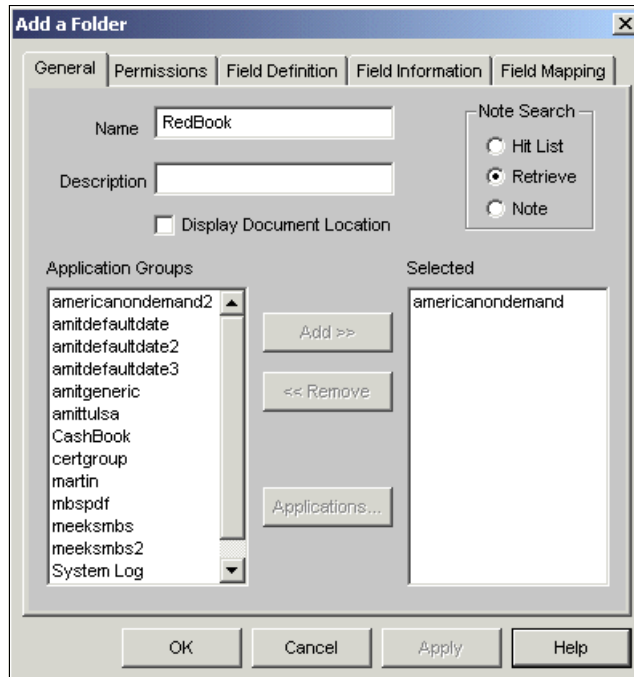 Add a Folder
General Permissions Field Definition Field Information Field Mapping
Name RedBook
Description
Display Document Location
Note Search
Hit List
Retrieve
Note
Application Groups
americanondemand2
amitdefaultdate
amitdefaultdate2
amitdefaultdate3
amitgeneric
amittulsa
CashBook
certgroup
martin
mbspdf
meeksmbs
meeksmbs2
System Log
Add >>
<< Remove
Applications...
Selected
americanondemand
OK Cancel Apply Help